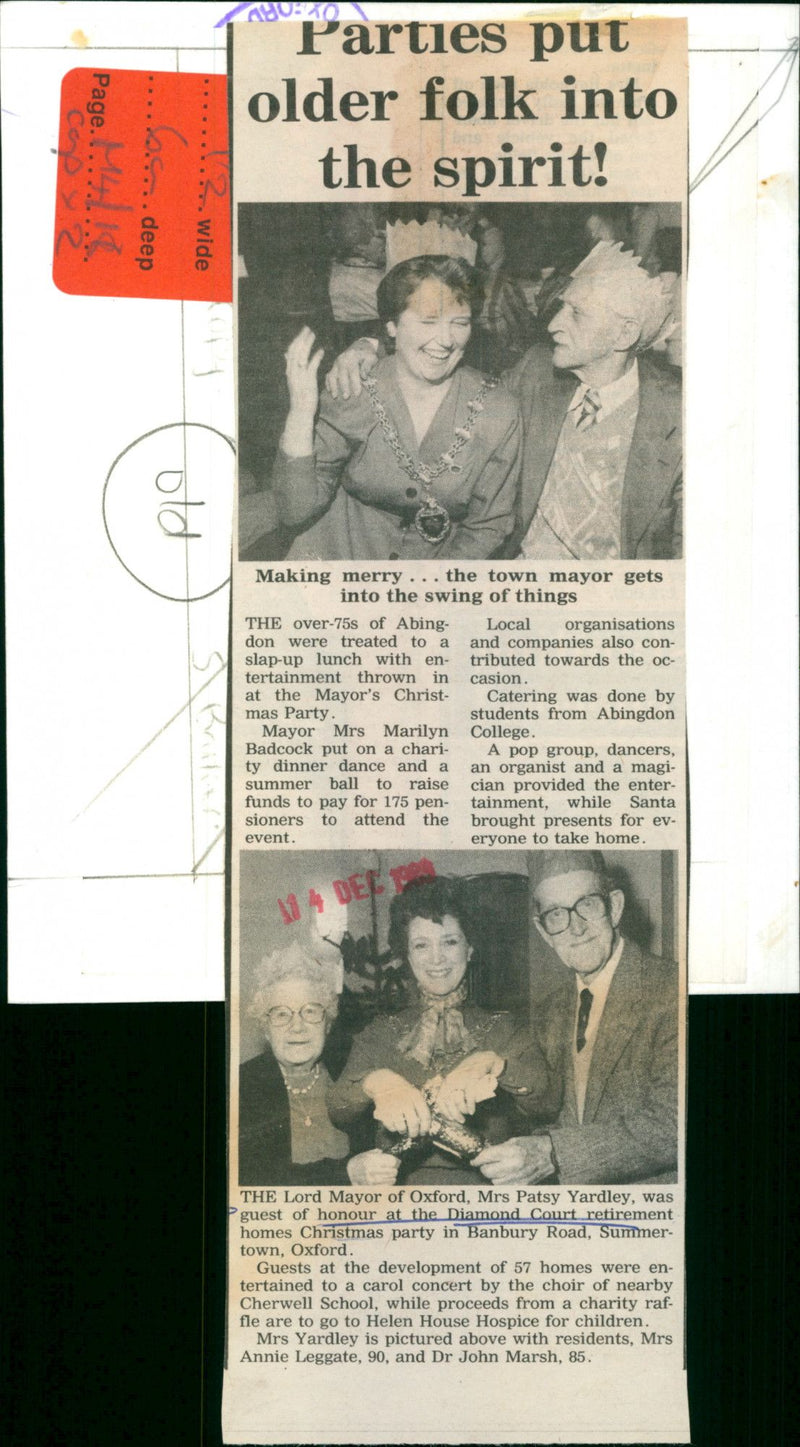 OXFORD
Parties put
older folk into
the spirit!
wide
deep
Page
cap x 2
old
Making merry . . . the town mayor gets
into the swing of things
THE over-75s of Abing-
don were treated to a
slap-up lunch with en-
tertainment thrown in
at the Mayor's Christ-
mas Party.
Mayor Mrs Marilyn
Badcock put on a chari-
ty dinner dance and a
summer ball to raise
funds to pay for 175 pen-
sioners to attend the
event.
Local organisations
and companies also con-
tributed towards the oc-
casion.
Catering was done by
students from Abingdon
College.
A pop group, dancers,
an organist and a magi-
cian provided the enter-
tainment, while Santa
brought presents for ev-
eryone to take home.
4 DEC 1989
THE Lord Mayor of Oxford, Mrs Patsy Yardley, was
guest of honour at the Diamond Court retirement
homes Christmas party in Banbury Road, Summer-
town, Oxford.
Guests at the development of 57 homes were en-
tertained to a carol concert by the choir of nearby
Cherwell School, while proceeds from a charity raf-
fle are to go to Helen House Hospice for children.
Mrs Yardley is pictured above with residents, Mrs
Annie Leggate, 90, and Dr John Marsh, 85.